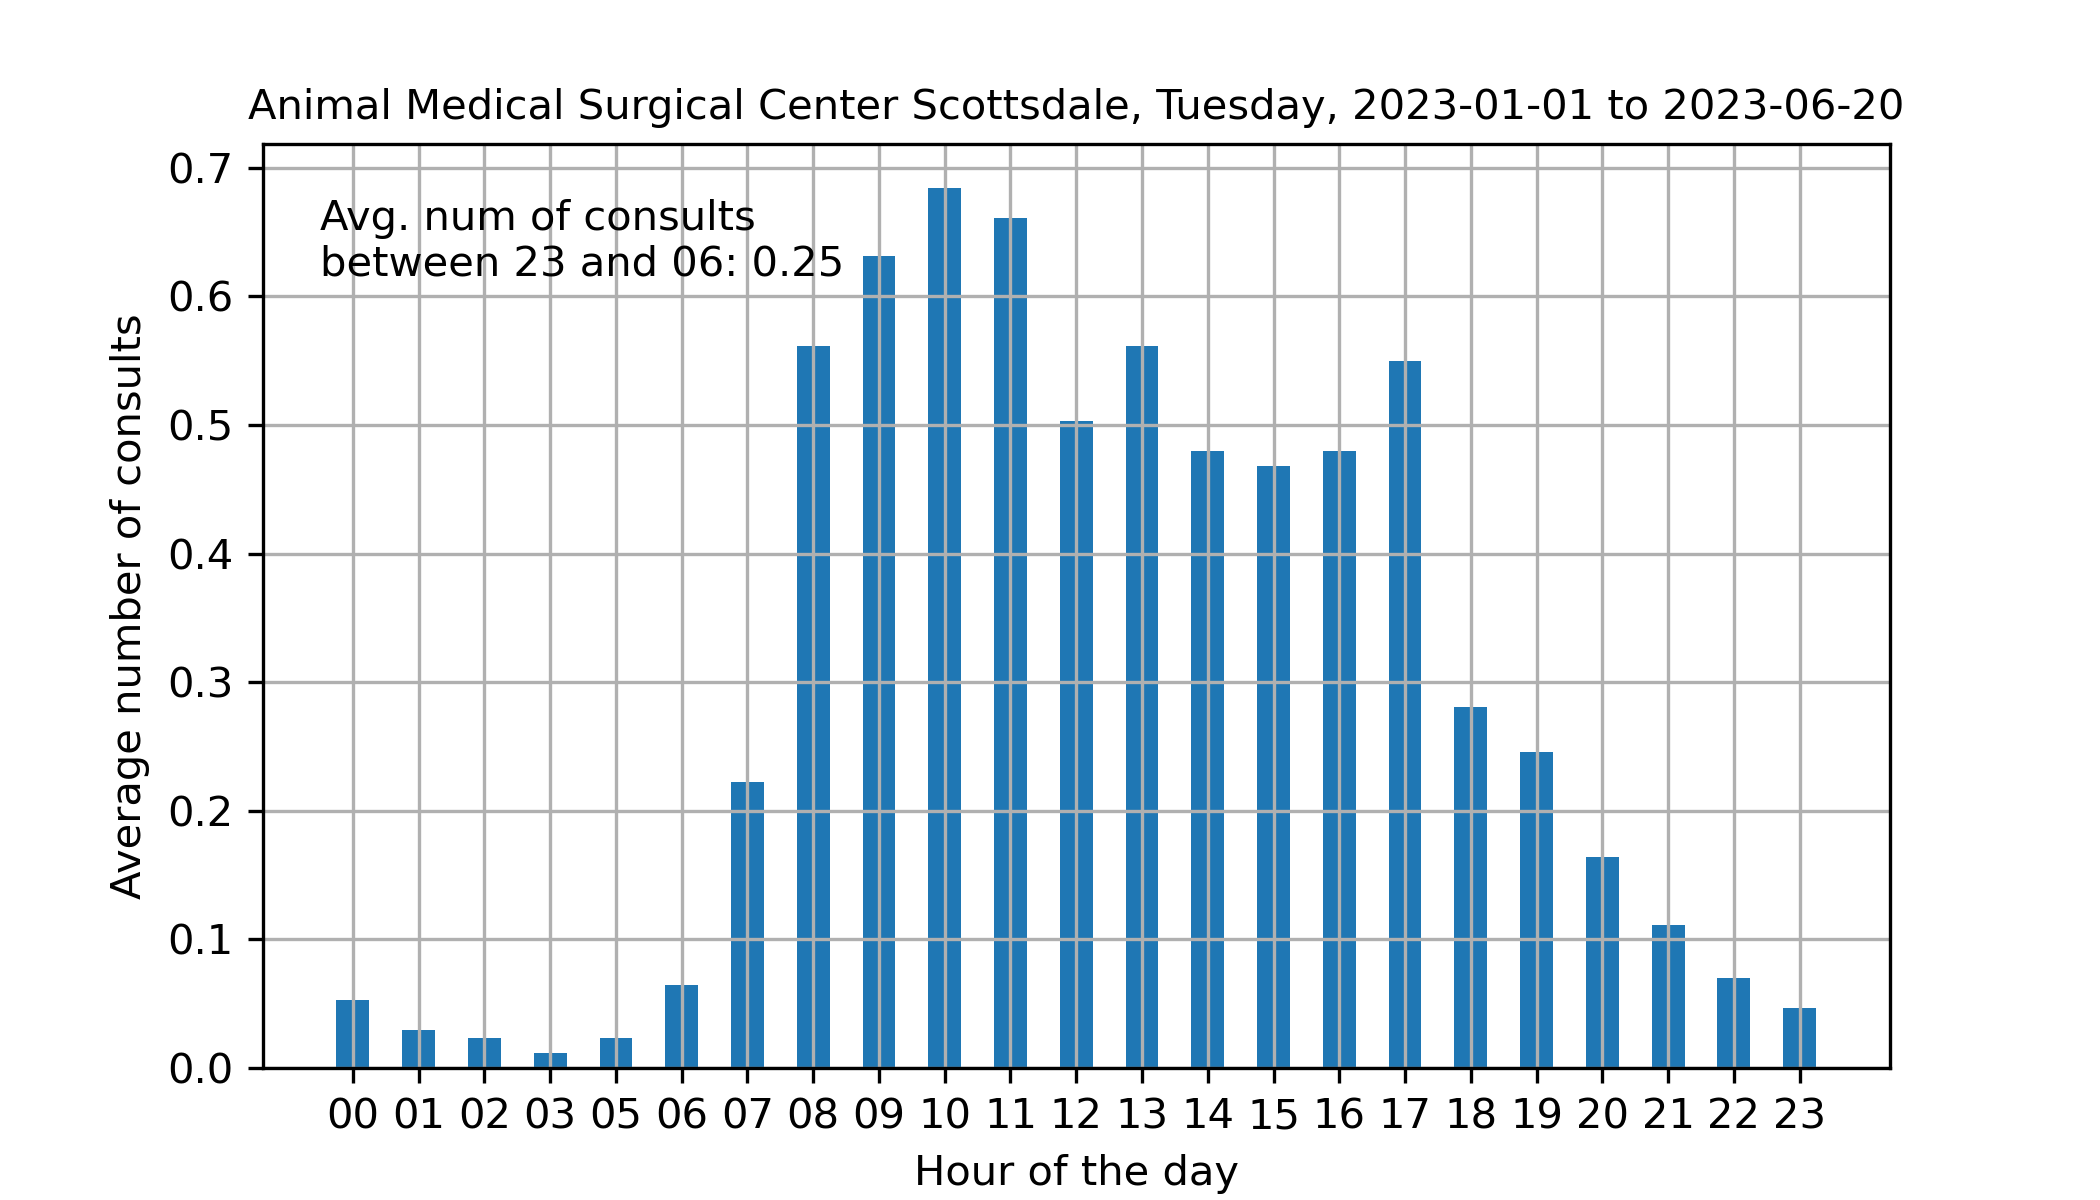 Animal Medical Surgical Center Scottsdale, Tuesday, 2023-01-01 to 2023-06-20
Avg. num of consults
between 23 and 06: 0.25
Average number of consults
0.7
0.6
0.5
0.4
0.3
0.2
0.1
0.0
00 01 02 03 05 06 07 08 09 10 11 12 13 14 15 16 17 18 19 20 21 22 23
Hour of the day